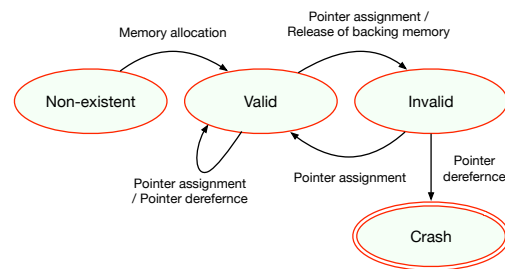 Pointer assignment /
Release of backing memory
Memory allocation
Non-existent
Valid
Invalid
Pointer assignment
/ Pointer derefernce
Pointer assignment
Pointer
derefernce
Crash